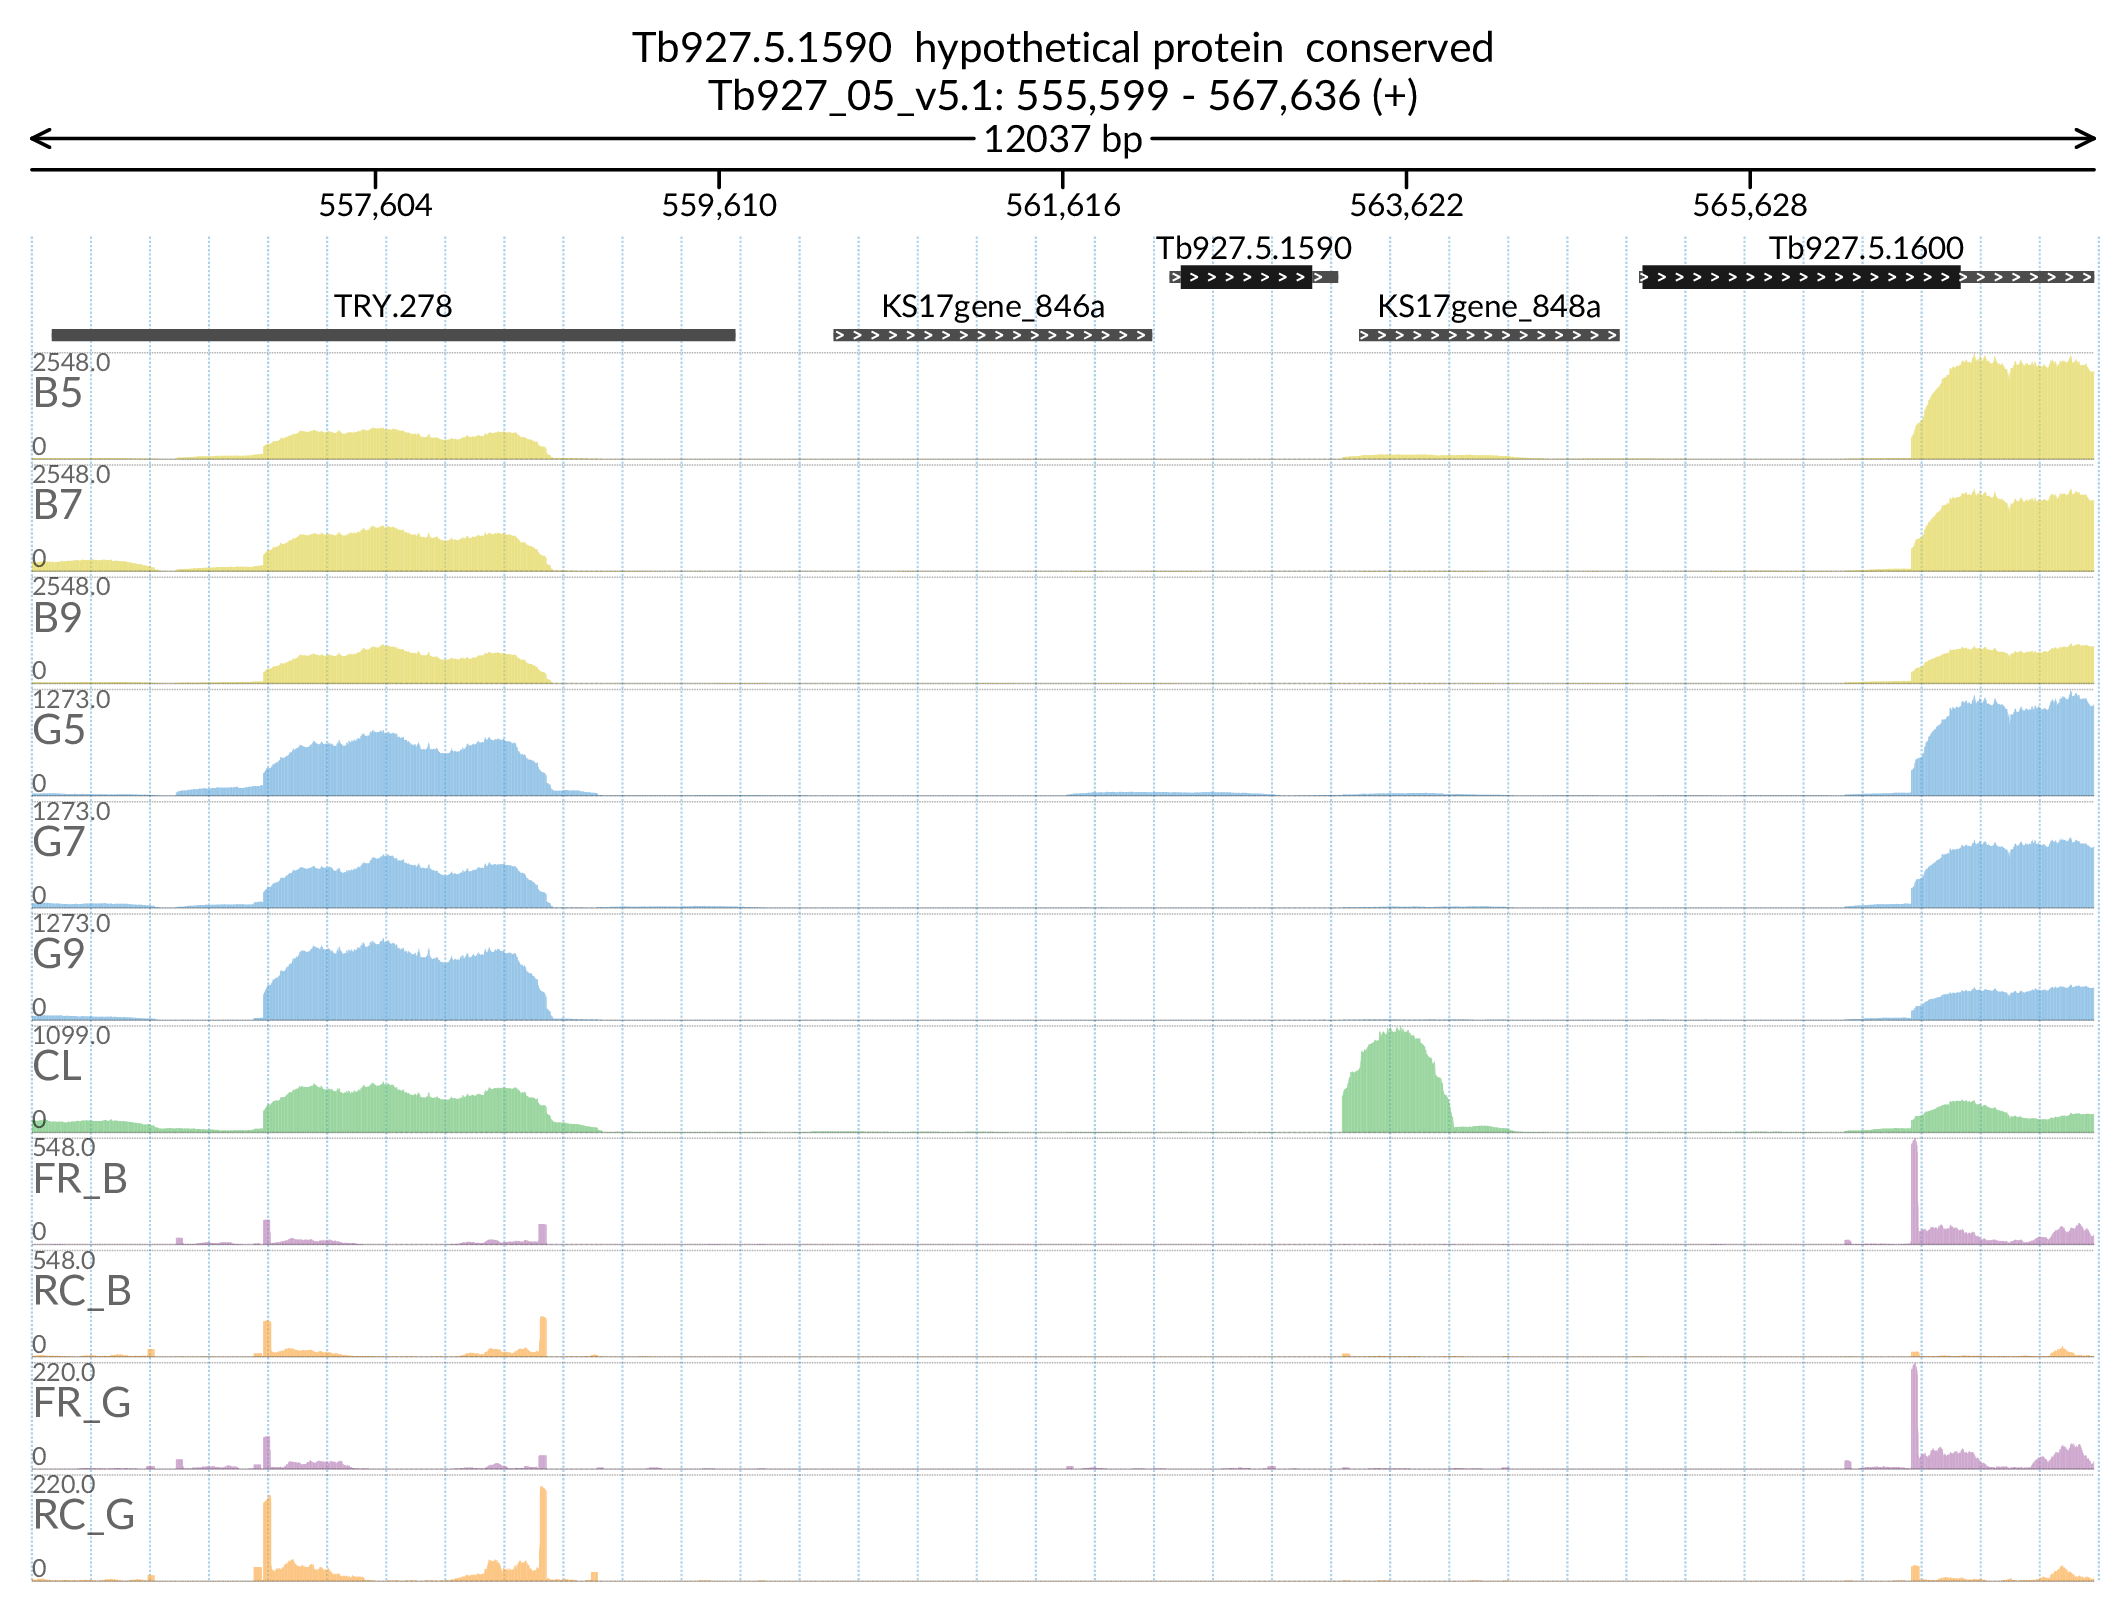 Tb927.5.1590  hypothetical protein  conserved
Tb927_05_v5.1: 555,599 - 567,636 (+)
12037 bp
557,604 559,610 561,616 563,622 565,628
Tb927.5.1590 Tb927.5.1600
TRY.278 KS17gene_846a KS17gene_848a
2548.0
B5
0
2548.0
B7
0
2548.0
B9
0
1273.0
G5
0
1273.0
G7
0
1273.0
G9
0
1099.0
CL
0
548.0
FR_B
0
548.0
RC_B
0
220.0
FR_G
0
220.0
RC_G
0